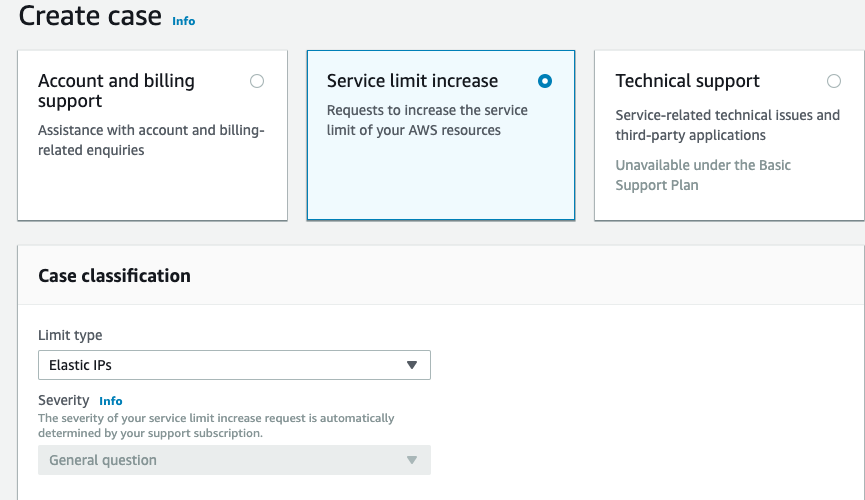 Create case Info
Account and billing
support
Assistance with account and billing-
related enquiries
Service limit increase
Requests to increase the service
limit of your AWS resources
Technical support
Service-related technical issues and
third-party applications
Unavailable under the Basic
Support Plan
Case classification
Limit type
Elastic IPs
Severity Info
The severity of your service limit increase request is automatically
determined by your support subscription.
General question